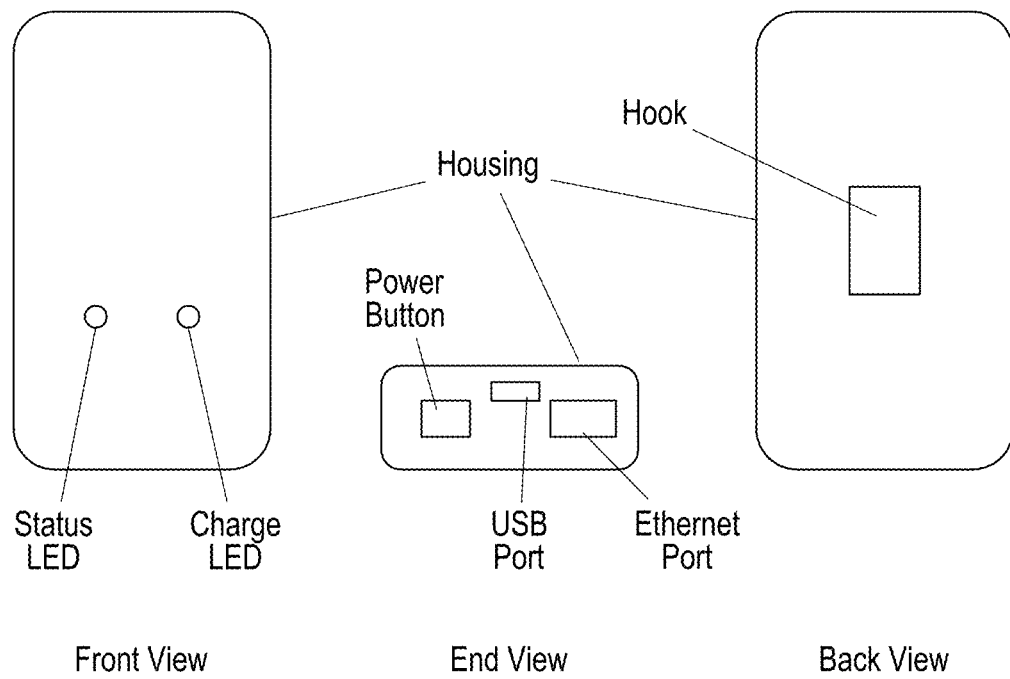 Hook
Housing
Power
Button
Status
LED
Charge
LED
USB
Port
Ethernet
Port
Front View
End View
Back View